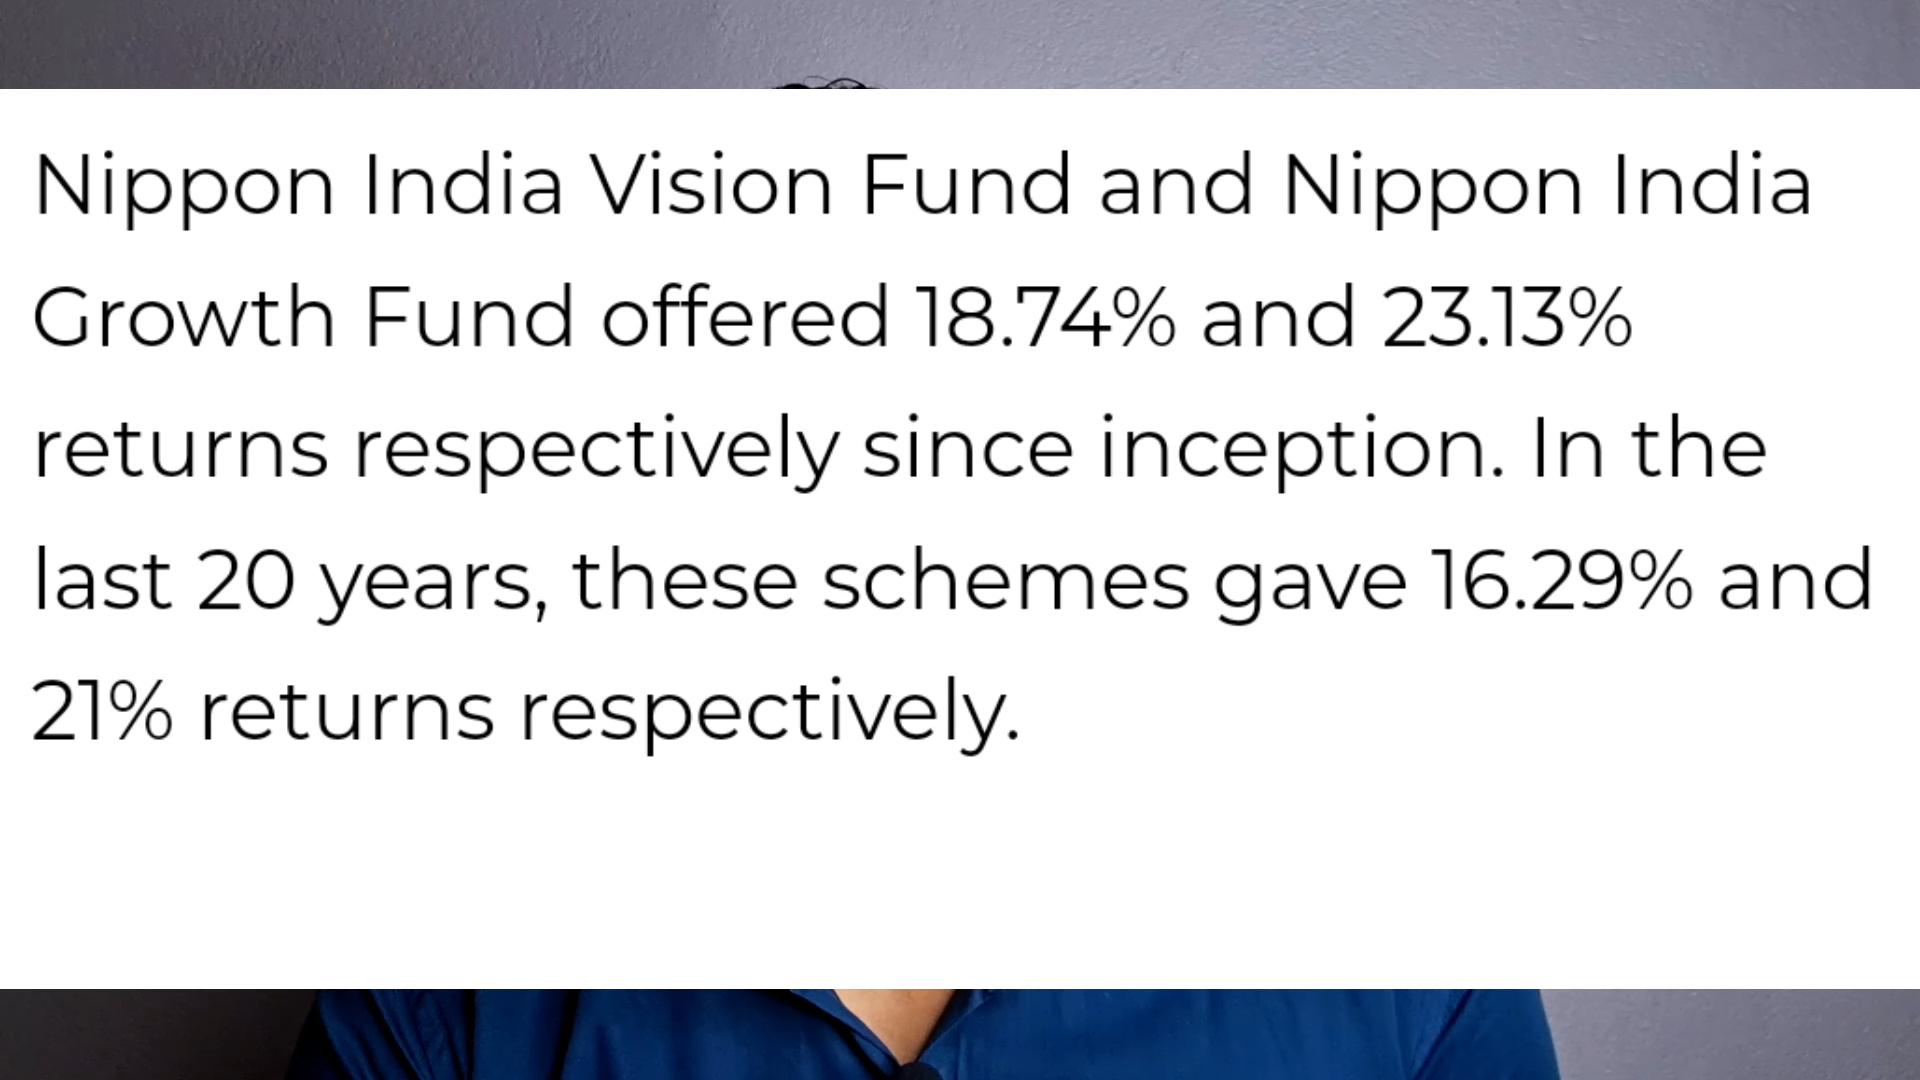 Nippon India Vision Fund and Nippon India
Growth Fund offered 18.74% and 23.13%
returns respectively since inception. In the
last 20 years, these schemes gave 16.29% and
21% returns respectively.